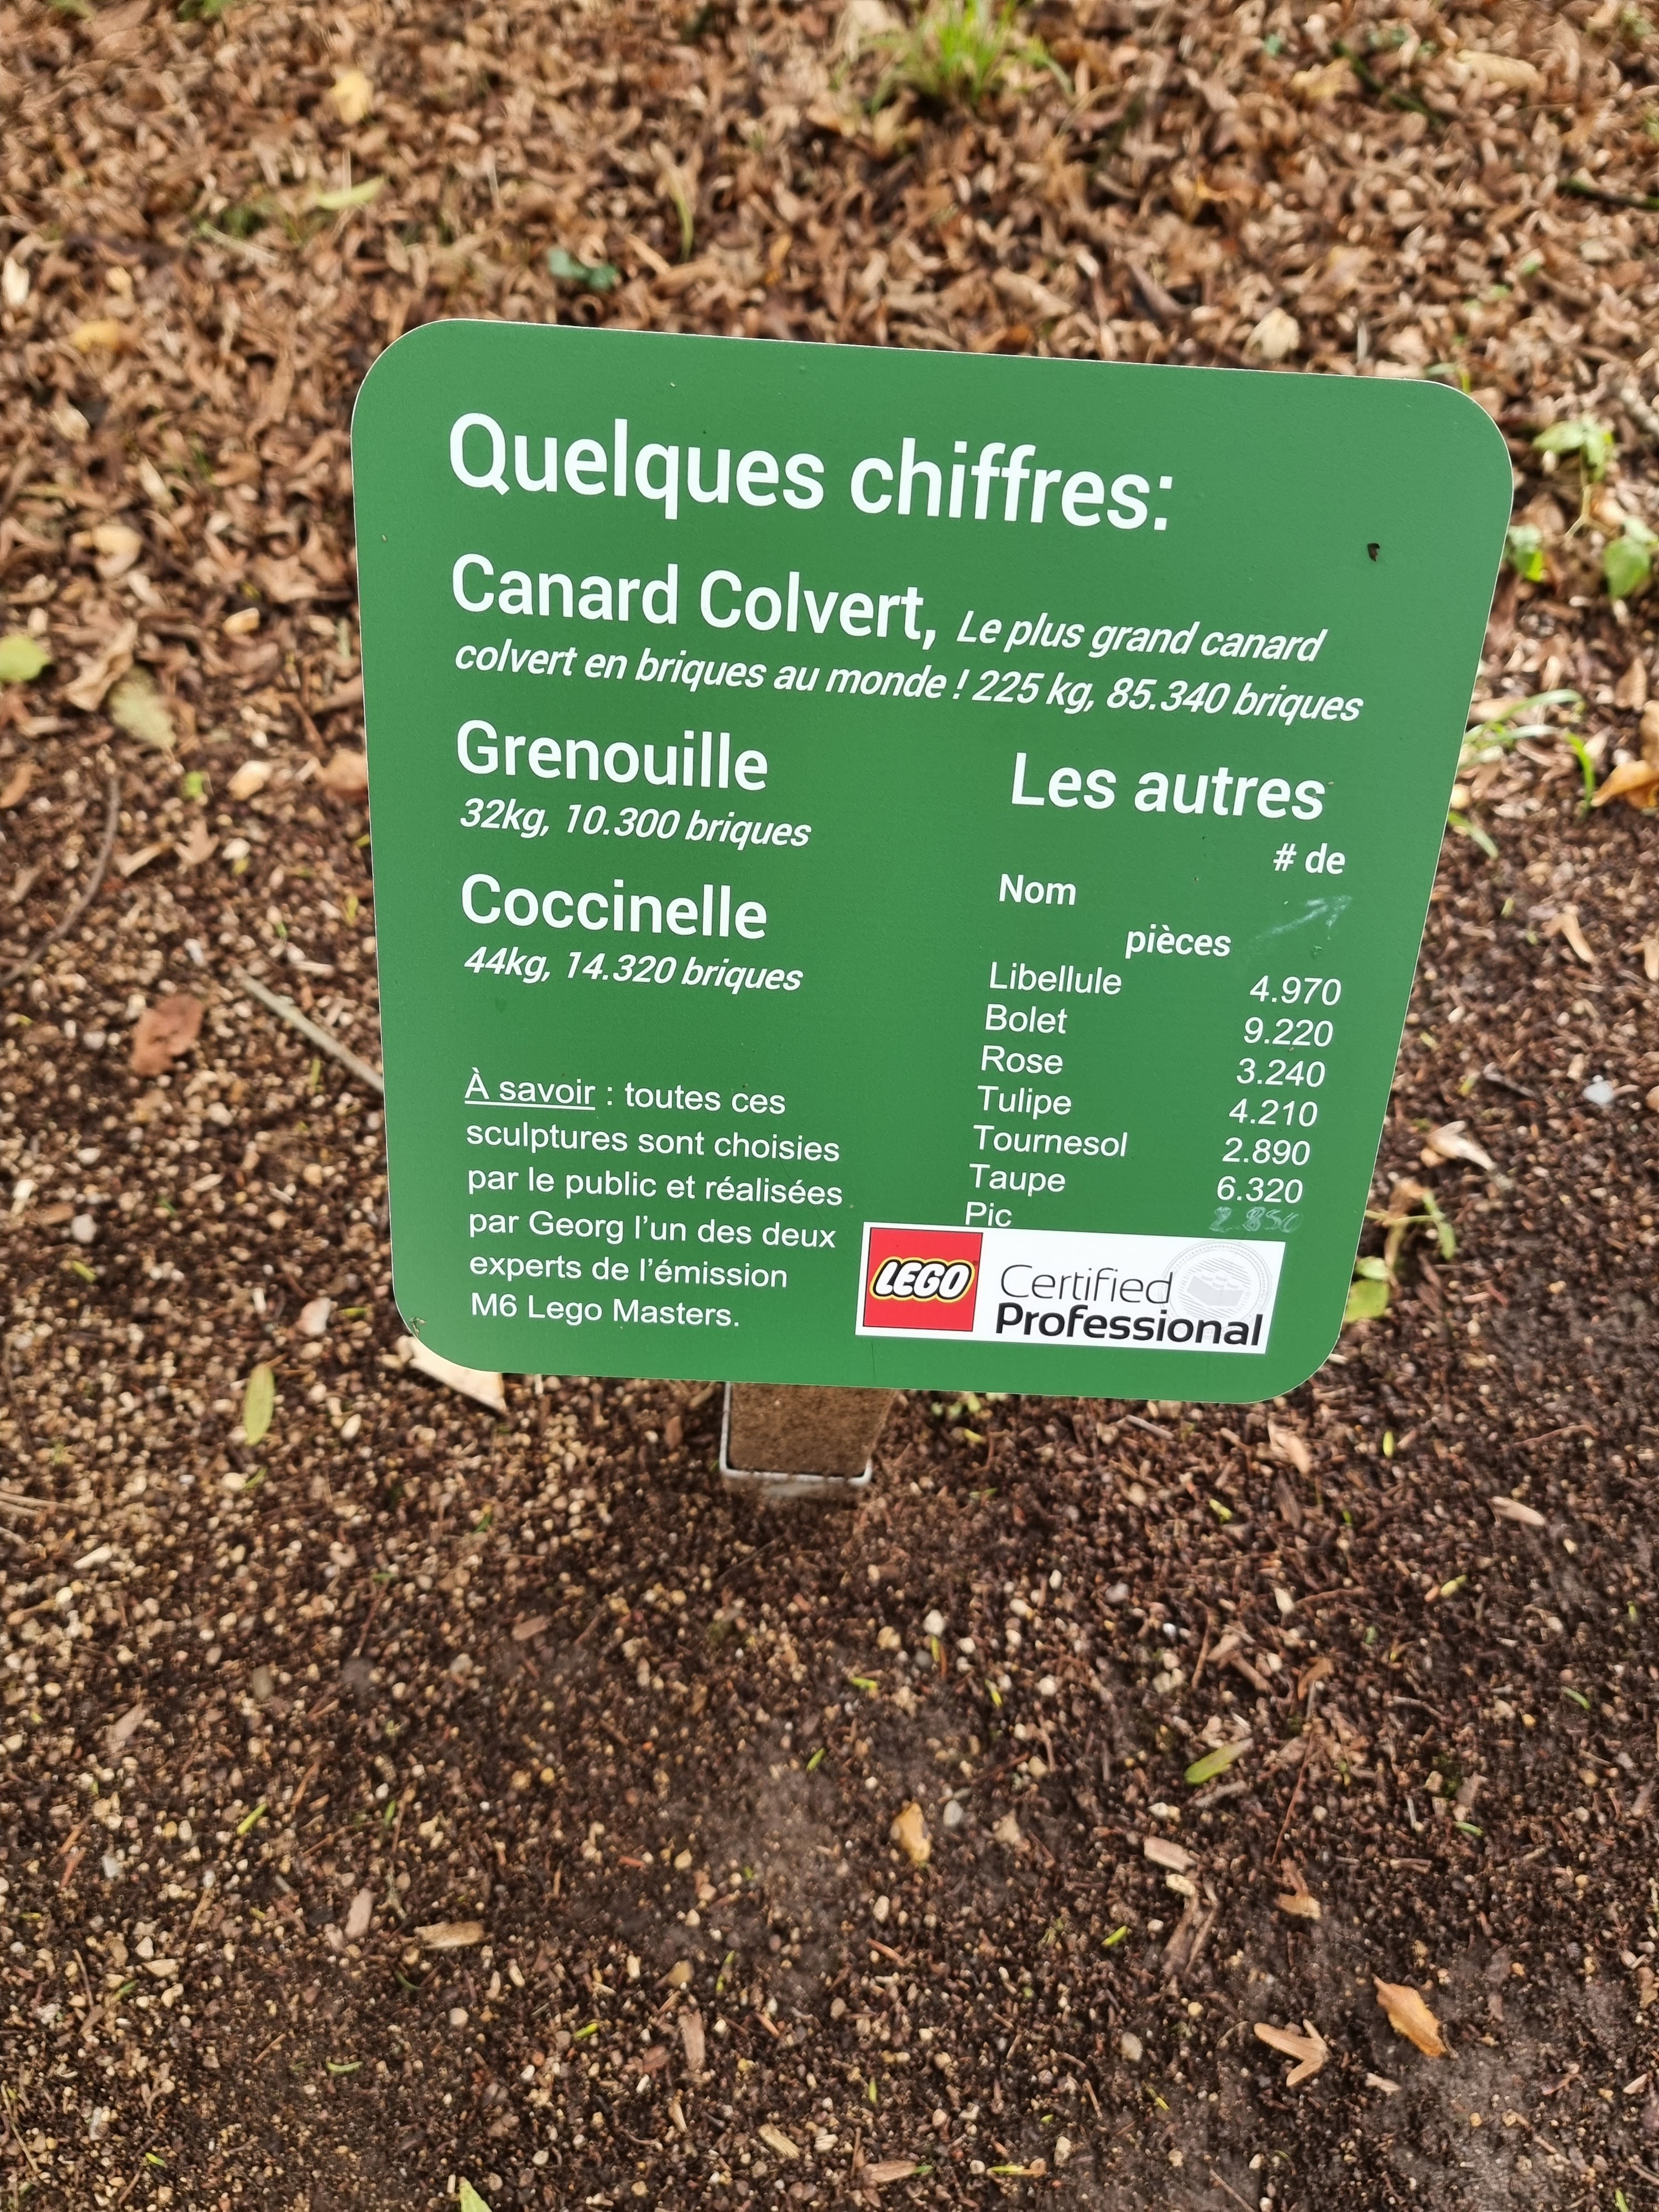 Quelques chiffres:
Canard Colvert, Le plus grand canard
colvert en briques au monde ! 225 kg, 85.340 briques
Grenouille
32kg, 10.300 briques
Coccinelle
44kg, 14.320 briques
À savoir : toutes ces
sculptures sont choisies
par le public et réalisées
par Georg l'un des deux
experts de l'émission
M6 Lego Masters.
Les autres
# de
Nom
pièces
Libellule 4.970
Bolet 9.220
Rose 3.240
Tulipe 4.210
Tournesol 2.890
Taupe 6.320
Pic
LEGO
Certified
Professional